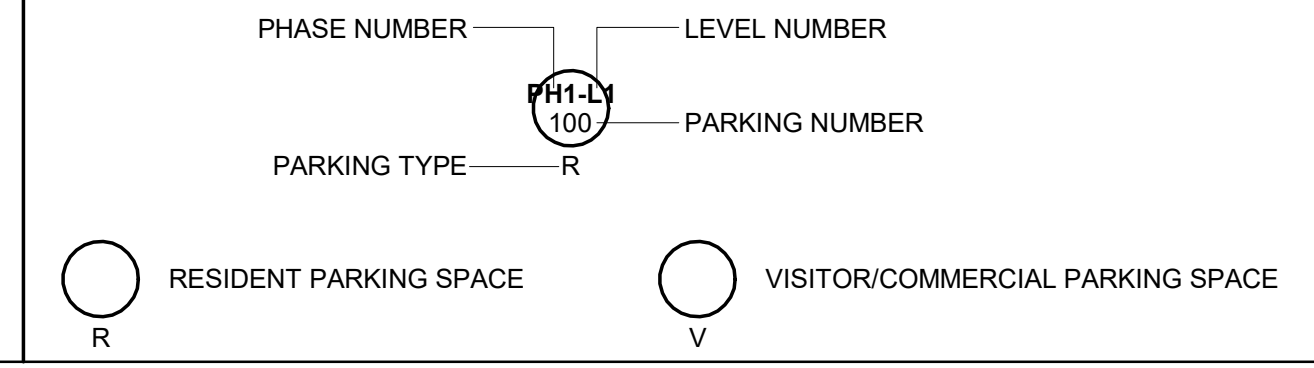 PHASE NUMBER LEVEL NUMBER
PH1-L1
100 PARKING NUMBER
PARKING TYPE R
RESIDENT PARKING SPACE VISITOR/COMMERCIAL PARKING SPACE
R V